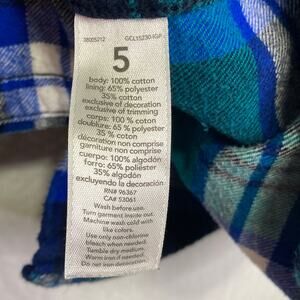 38005212 GCL15230-IGP
5
body: 100% cotton
lining: 65% polyester
35% cotton
exclusive of decoration
exclusive of trimming
corps: 100 % coton
doublure: 65 % polyester
35 % coton
décoration non comprise
garniture non comprise
cuerpo: 100% algodón
forro: 65% poliéster
35% algodón
excluyendo la decoración.
RN# 96367
CA# 53061
Wash before use.
Turn garment inside out.
Machine wash cold with
like colors.
Use only non-chlorine
bleach when needed.
Tumble dry medium.
Warm iron if needed.
Do not iron decoration.